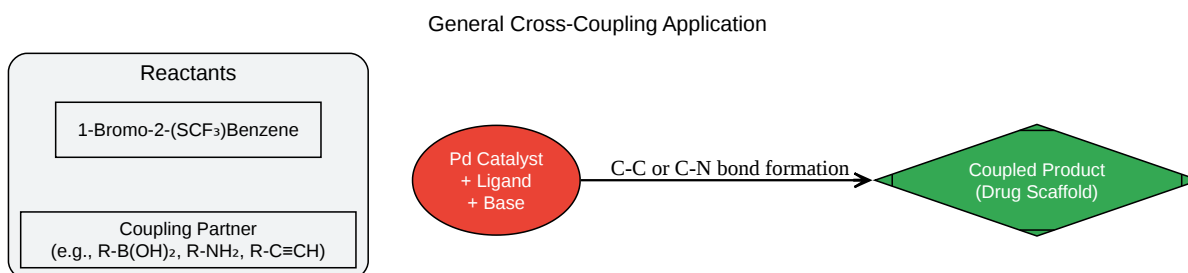 General Cross-Coupling Application
Reactants
1-Bromo-2-(SCF₃)Benzene
Coupling Partner
(e.g., R-B(OH)₂, R-NH₂, R-C≡CH)
Pd Catalyst
+ Ligand
+ Base
C-C or C-N bond formation
Coupled Product
(Drug Scaffold)